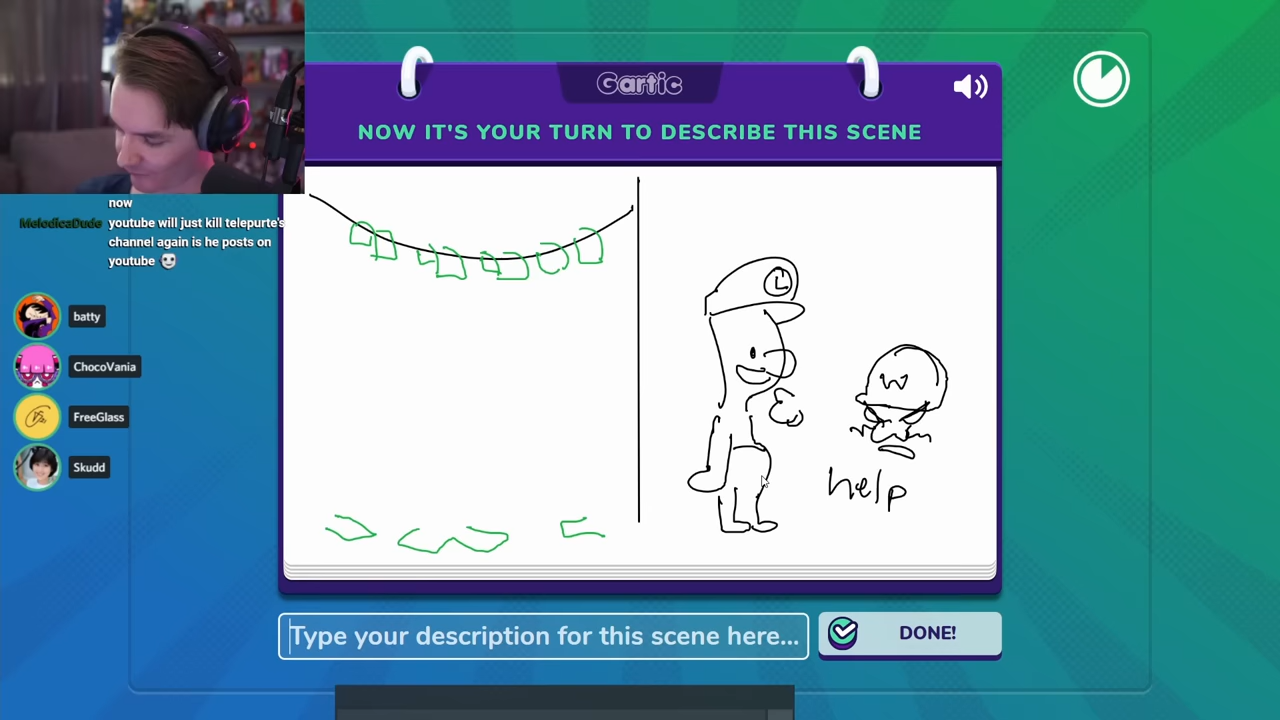 Gartic
NOW IT'S YOUR TURN TO DESCRIBE THIS SCENE
now
MelodicaDude youtube will just kill telepurte's
channel again is he posts on
youtube
batty
ChocoVania
FreeGlass
Skudd
L
W
help
Type your description for this scene here...
DONE!